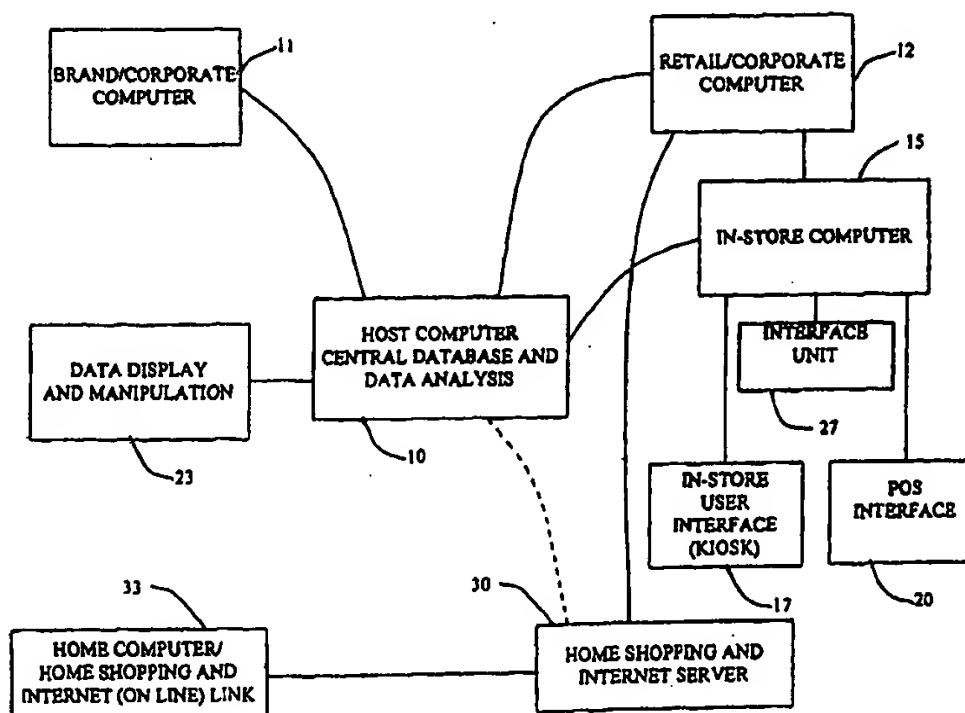 BRAND/CORPORATE
COMPUTER
11
RETAIL/CORPORATE
COMPUTER
12
15
IN-STORE COMPUTER
HOST COMPUTER
CENTRAL DATABASE AND
DATA ANALYSIS
10
DATA DISPLAY
AND MANIPULATION
23
INTERFACE
UNIT
27
IN-STORE
USER
INTERFACE
(KIOSK)
17
POS
INTERFACE
20
33
HOME COMPUTER/
HOME SHOPPING AND
INTERNET (ON LINE) LINK
30
HOME SHOPPING AND
INTERNET SERVER